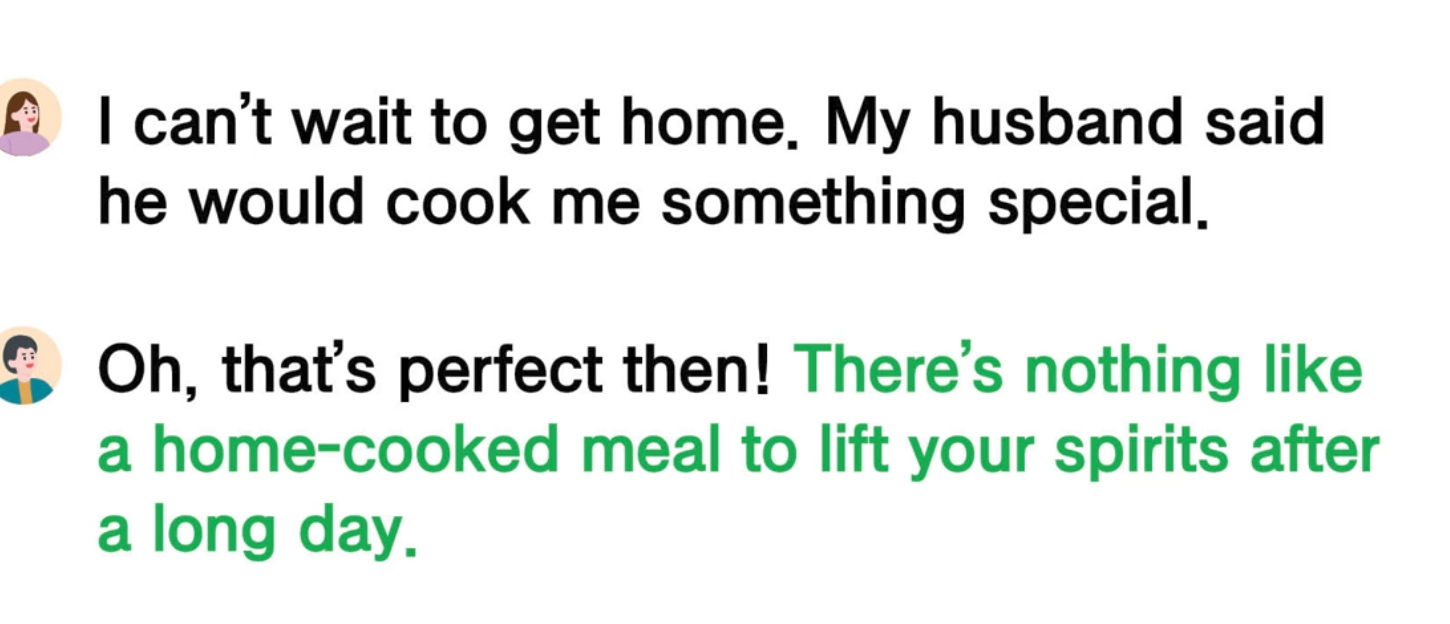 I can’t wait to get home. My husband said
he would cook me something special.
Oh, that’s perfect then! There’s nothing like
a home-cooked meal to lift your spirits after
a long day.